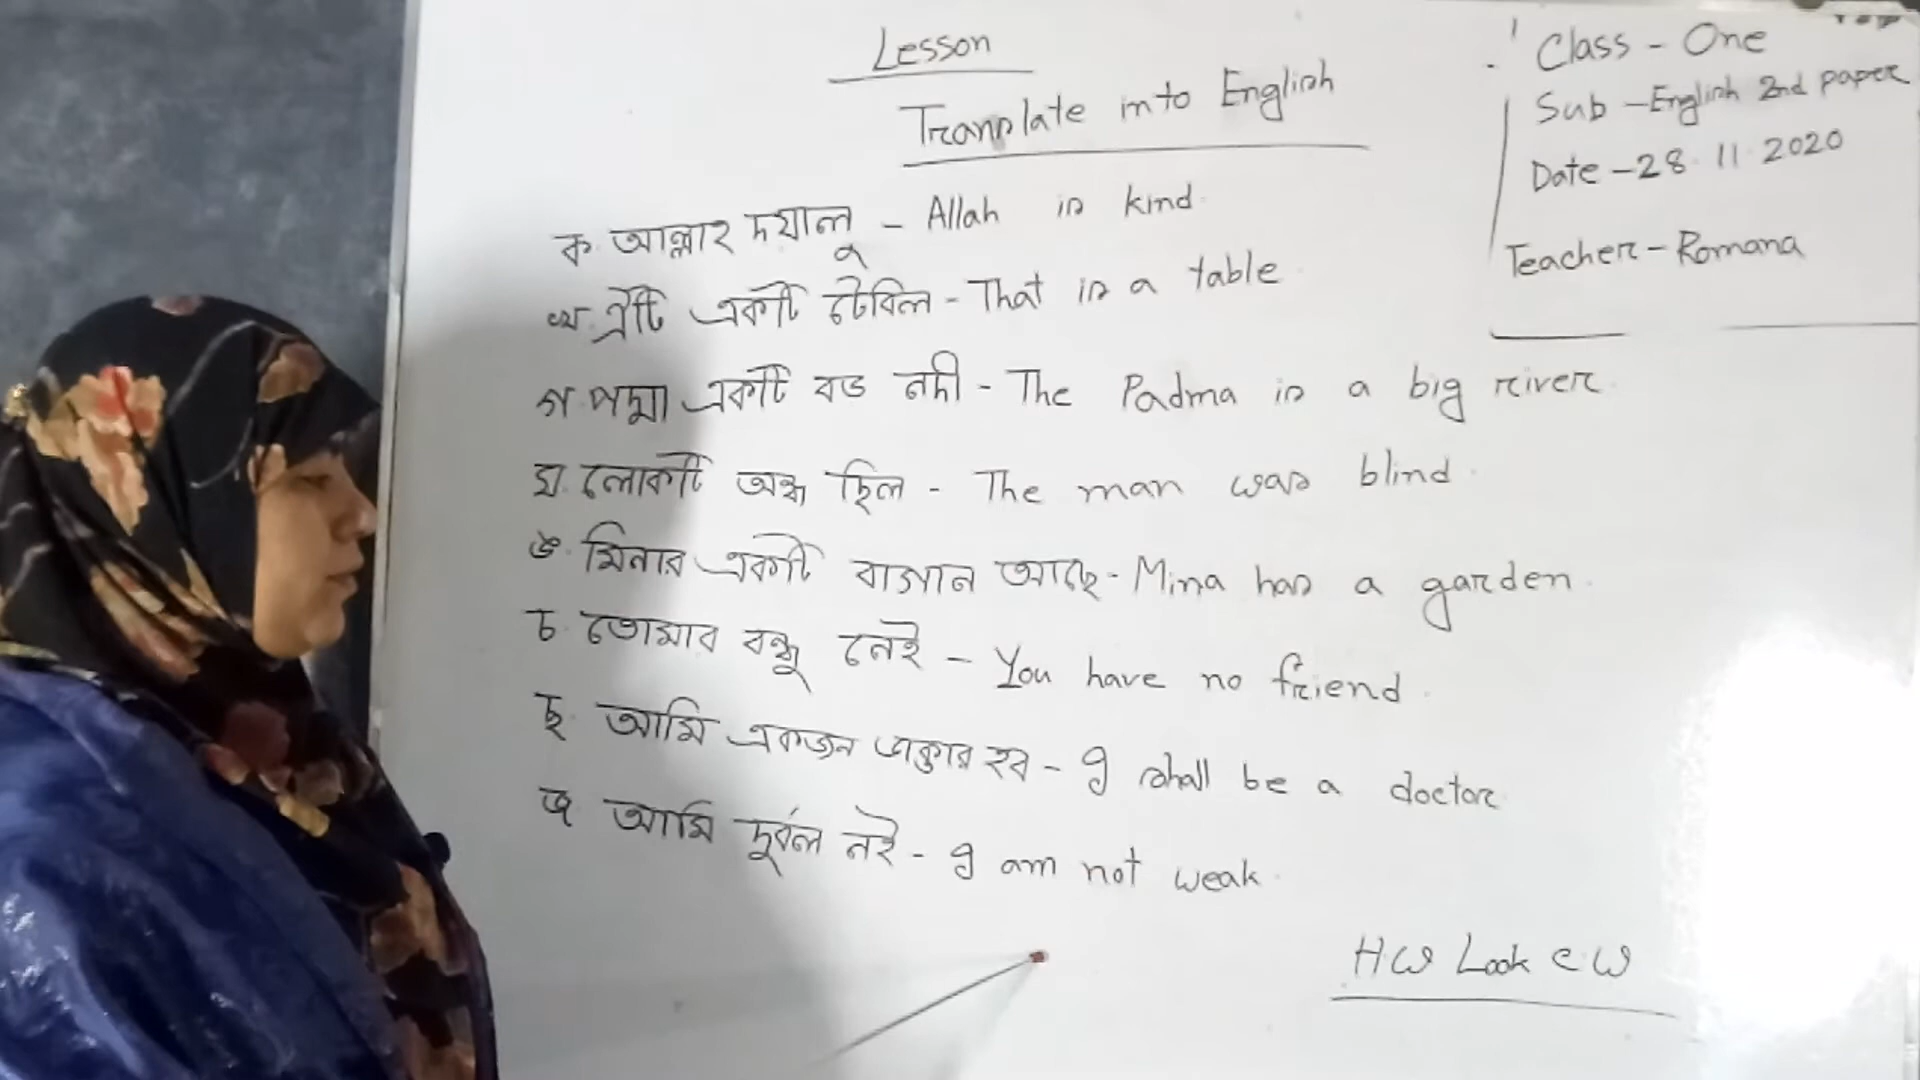 Lesson
Translate into English
Class - One
Sub - English 2nd paper
Date - 28 11 2020
Teacher - Romana
ক. আল্লাহ দয়ালু - Allah is kind.
খ. ঐটি একটি টেবিল - That is a table
গ. পদ্মা একটি বড নদী - The Padma is a big river.
ঘ. লোকটি অন্ধ ছিল - The man was blind.
ঙ. মিনার একটি বাগান আছে - Mina has a garden.
চ. তোমার বন্ধু নেই - You have no friend.
ছ. আমি একজন ডাক্তার হব - I shall be a doctor
জ. আমি দুর্বল নই - I am not weak.
HW Look C.W